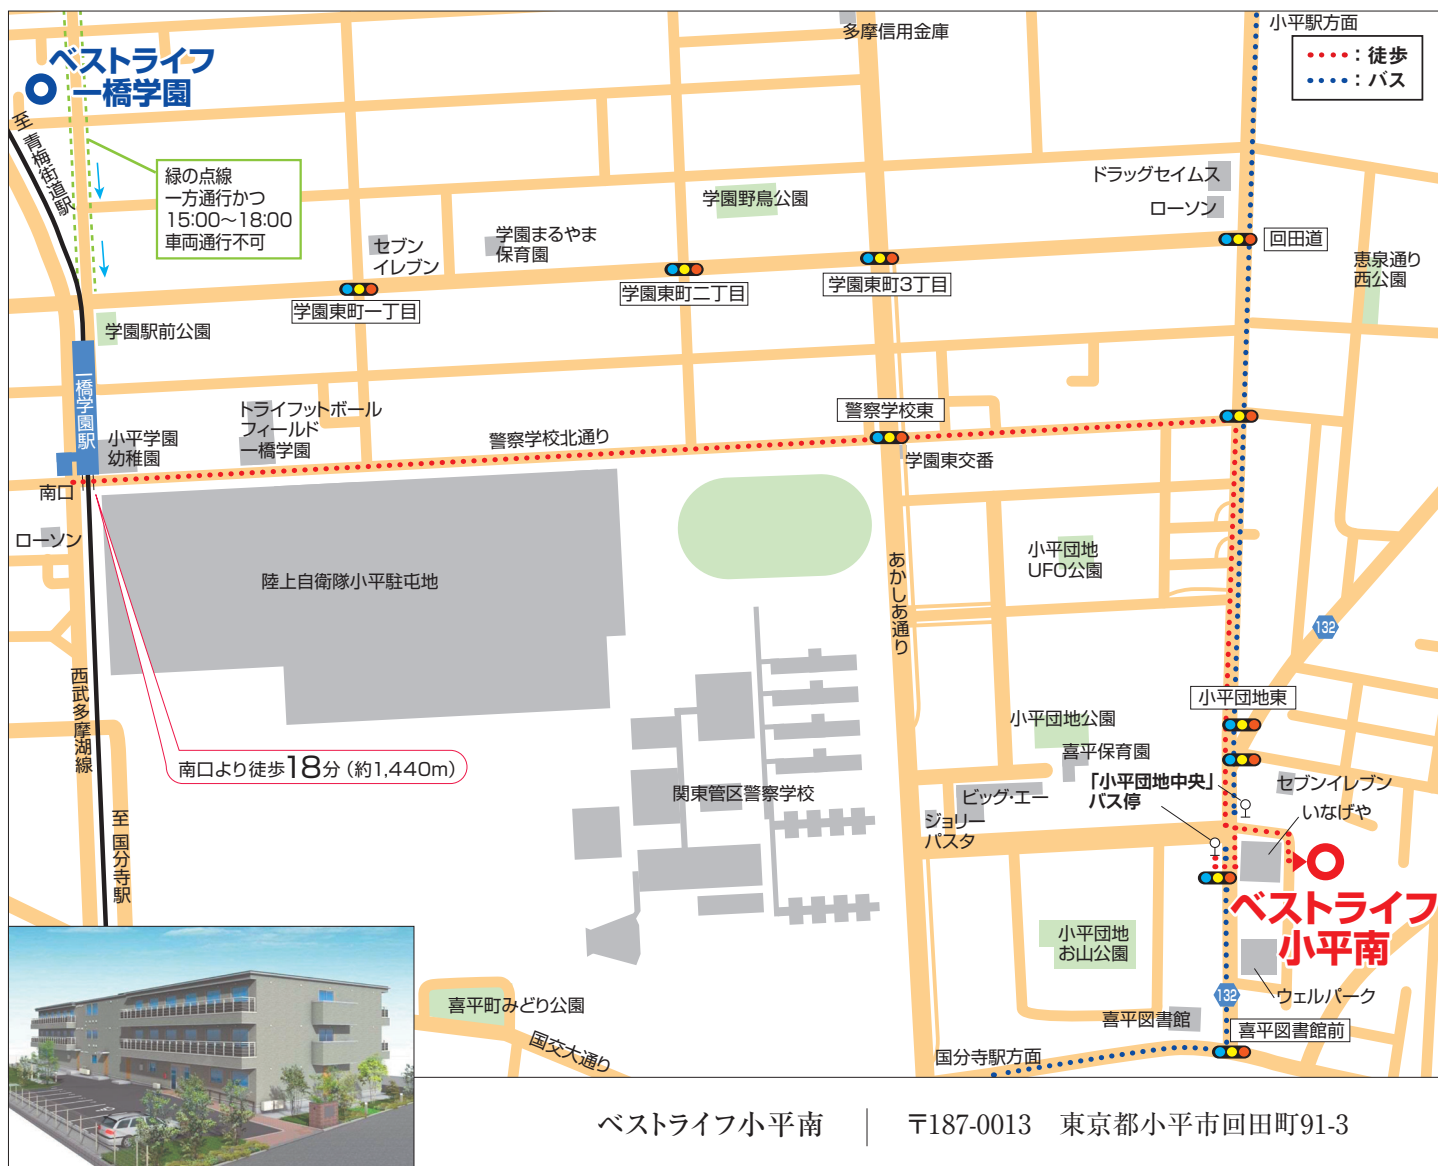 多摩信用金庫
小平駅方面
：徒歩
：バス
ベストライフ
一橋学園
至 青梅街道駅
緑の点線
一方通行かつ
15:00～18:00
車両通行不可
ドラッグセイムス
ローソン
学園野鳥公園
セブン
イレブン
学園まるやま
保育園
回田道
恵泉通り
西公園
学園東町一丁目
学園東町二丁目
学園東町3丁目
学園駅前公園
一橋学園駅
小平学園
幼稚園
トライフットボール
フィールド
一橋学園
警察学校北通り
警察学校東
学園東交番
南口
ローソン
陸上自衛隊小平駐屯地
小平団地
UFO公園
あかしあ通り
132
西武多摩湖線
小平団地東
小平団地公園
喜平保育園
南口より徒歩18分（約1,440m）
関東管区警察学校
ビッグ・エー
「小平団地中央」
バス停
セブンイレブン
いなげや
ジョリー
パスタ
至 国分寺駅
ベストライフ
小平南
小平団地
お山公園
132
ウェルパーク
喜平町みどり公園
喜平図書館
喜平図書館前
国交大通り
国分寺駅方面
ベストライフ小平南 ｜ 〒187-0013 東京都小平市回田町91-3